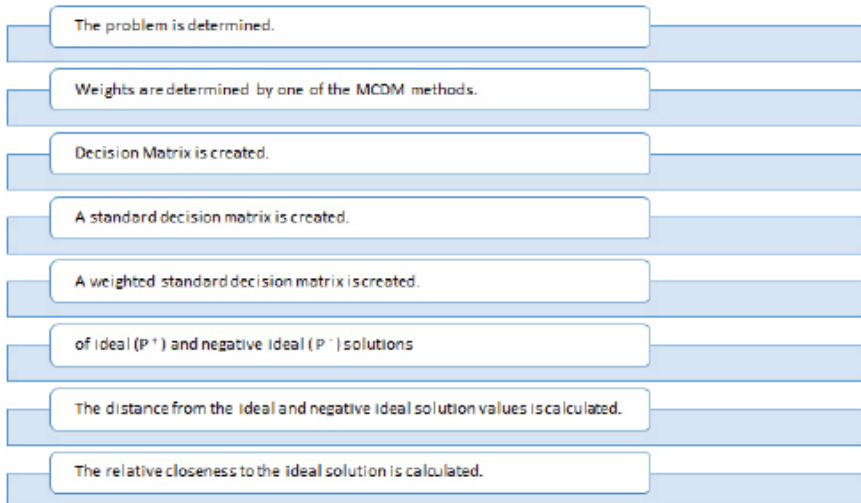 The problem is determined.
Weights are determined by one of the MCDM methods.
Decision Matrix is created.
A standard decision matrix is created.
A weighted standard decision matrix is created.
of ideal (P⁺) and negative ideal (P⁻) solutions
The distance from the ideal and negative ideal solution values is calculated.
The relative closeness to the ideal solution is calculated.